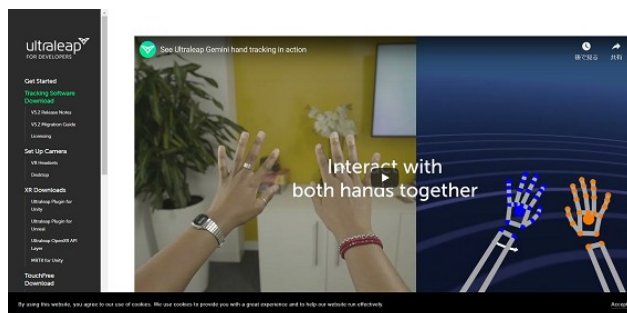 ultraleap
FOR DEVELOPERS
Get Started
Tracking Software
Download
V5.2 Release Notes
V5.2 Migration Guide
Licensing
Set Up Camera
VR Headsets
Desktop
XR Downloads
Ultraleap Plugin for
Unity
Ultraleap Plugin for
Unreal
Ultraleap OpenXR API
Layer
MRTK for Unity
TouchFree
Download
See Ultraleap Gemini hand tracking in action
後で見る
共有
Interact with
both hands together
By using this website, you agree to our use of cookies. We use cookies to provide you with a great experience and to help our website run effectively.
Accept